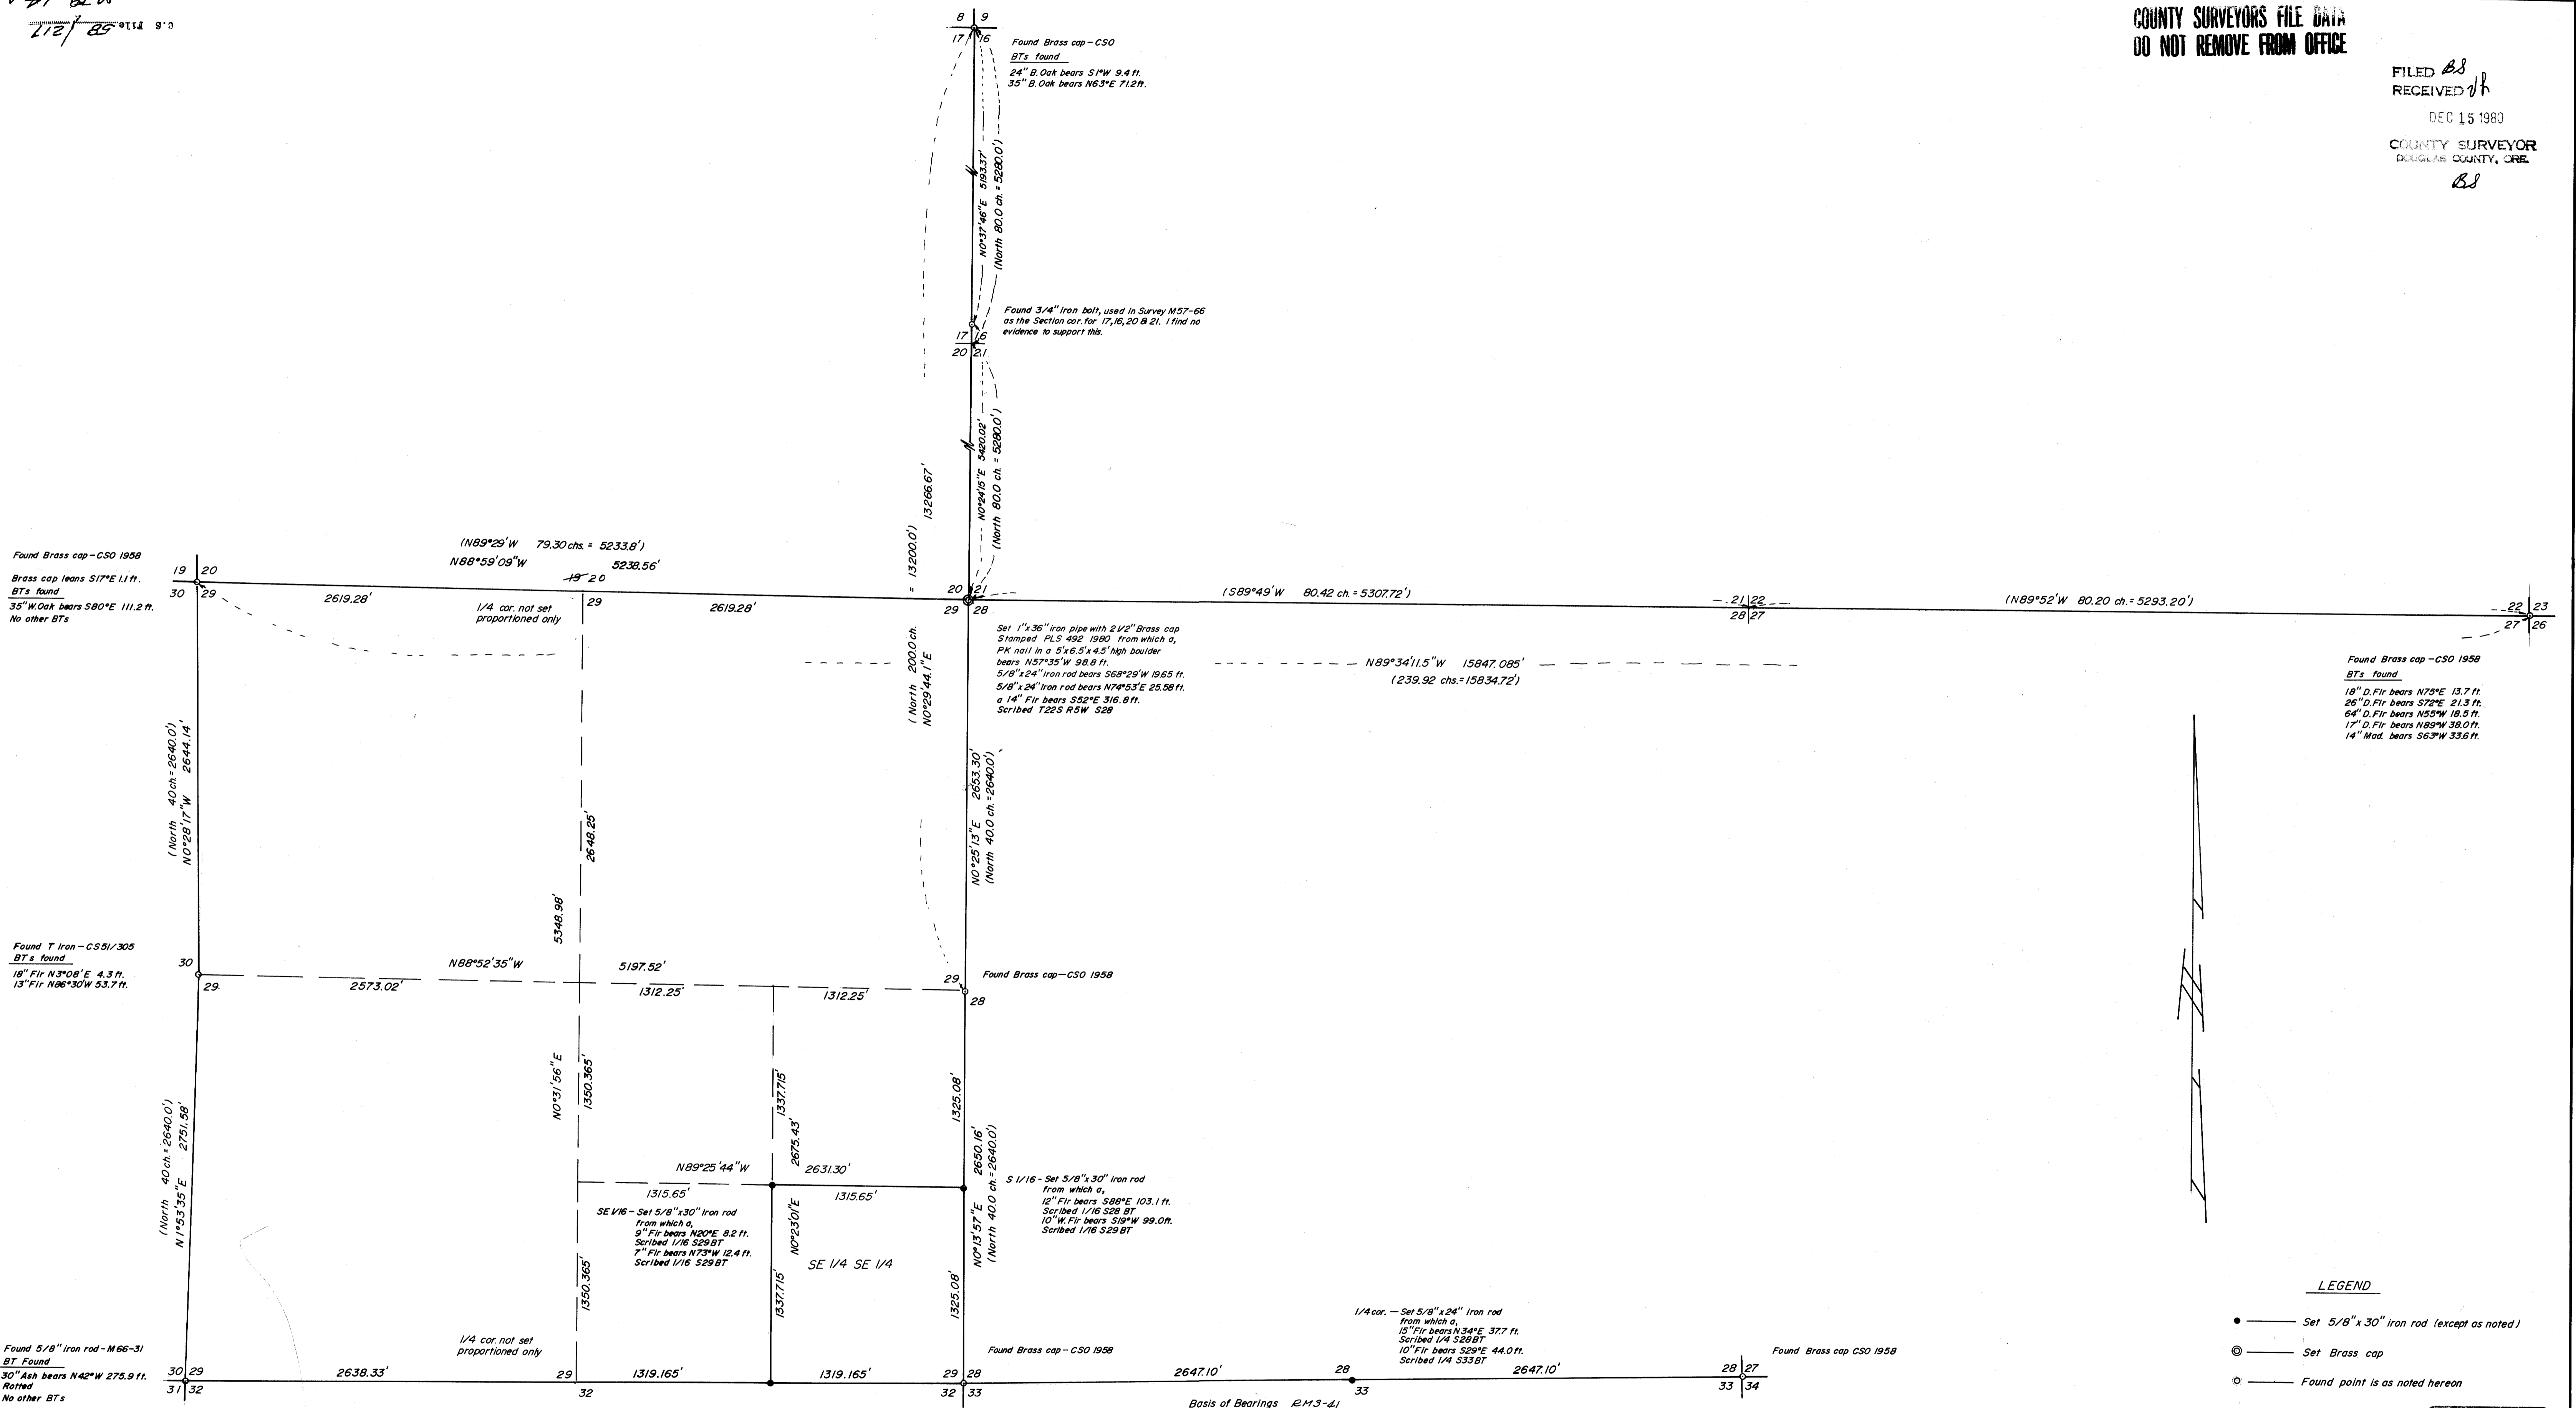 C.S File 58/217
COUNTY SURVEYORS FILE DATA
DO NOT REMOVE FROM OFFICE
FILED BS
RECEIVED
DEC 15 1980
COUNTY SURVEYOR
DOUGLAS COUNTY, ORE.
BS
8 9
17 16
Found Brass cap-CSO
BTs found
24" B.Oak bears S1°W 9.4 ft.
35" B.Oak bears N63°E 71.2 ft.
N0°37'46"E 5193.37'
(North 80.0 ch. = 5280.0')
Found 3/4" iron bolt, used in Survey M57-66
as the Section cor. for 17,16,20 & 21. I find no
evidence to support this.
17 16
20 21
N0°24'15"E 5420.02'
(North 80.0 ch. = 5280.0')
(North 200.0 ch. = 13200.0')
N0°29'44.1"E 13266.67'
Found Brass cap-CSO 1958
Brass cap leans S17°E 1.1 ft.
BTs found
35" W.Oak bears S80°E 111.2 ft.
No other BTs
19 20
30 29
(N89°29'W 79.30 chs. = 5233.8')
N88°59'09"W 5238.56'
19 20
29
2619.28'
2619.28'
1/4 cor. not set
proportioned only
20 21
29 28
(S89°49'W 80.42 ch. = 5307.72')
21 22
28 27
(N89°52'W 80.20 ch. = 5293.20')
22 23
27 26
Set 1"x36" iron pipe with 2 1/2" Brass cap
Stamped PLS 492 1980 from which a,
PK nail in a 5'x6.5'x4.5' high boulder
bears N57°35'W 98.8 ft.
5/8"x24" iron rod bears S68°29'W 19.65 ft.
5/8"x24" iron rod bears N74°53'E 25.58 ft.
a 14" Fir bears S52°E 316.8 ft.
Scribed T22S R5W S28
N89°34'11.5"W 15847.085'
(239.92 chs. = 15834.72')
Found Brass cap-CSO 1958
BTs found
18" D.Fir bears N75°E 13.7 ft.
26" D.Fir bears S72°E 21.3 ft.
64" D.Fir bears N55°W 18.5 ft.
17" D.Fir bears N89°W 38.0 ft.
14" Mad. bears S63°W 33.6 ft.
(North 40 ch. = 2640.0')
N0°28'17"W 2644.14'
2648.25'
5348.98'
N0°25'13"E 2653.30'
(North 40.0 ch. = 2640.0')
N
Found T Iron-CS51/305
BTs found
18" Fir N3°08'E 4.3 ft.
13" Fir N86°30'W 53.7 ft.
30
29
N88°52'35"W 5197.52'
2573.02'
1312.25'
1312.25'
29
28
Found Brass cap-CSO 1958
N0°31'56"E
1350.365'
1337.715'
2675.43'
1325.08'
(North 40 ch. = 2640.0')
N1°53'35"E 2751.58'
N0°13'57"E 2650.16'
(North 40.0 ch. = 2640.0')
N89°25'44"W 2631.30'
1315.65'
1315.65'
SE 1/16 - Set 5/8"x30" iron rod
from which a,
9" Fir bears N20°E 8.2 ft.
Scribed 1/16 S29BT
7" Fir bears N73°W 12.4 ft.
Scribed 1/16 S29BT
N0°23'01"E
S 1/16 - Set 5/8"x30" iron rod
from which a,
12" Fir bears S88°E 103.1 ft.
Scribed 1/16 S28 BT
10" W.Fir bears S19°W 99.0ft.
Scribed 1/16 S29BT
SE 1/4 SE 1/4
1350.365'
1337.715'
1325.08'
Found 5/8" iron rod-M66-31
BT Found
30" Ash bears N42°W 275.9 ft.
Rotted
No other BTs
30 29
31 32
2638.33'
1/4 cor. not set
proportioned only
29
32
1319.165'
1319.165'
29 28
32 33
Found Brass cap-CSO 1958
2647.10'
1/4 cor. - Set 5/8"x24" iron rod
from which a,
15" Fir bears N34°E 37.7 ft.
Scribed 1/4 S28BT
10" Fir bears S29°E 44.0 ft.
Scribed 1/4 S33BT
28
33
2647.10'
28 27
33 34
Found Brass cap CSO 1958
Basis of Bearings RM3-41
LEGEND
Set 5/8"x30" iron rod (except as noted)
Set Brass cap
Found point is as noted hereon